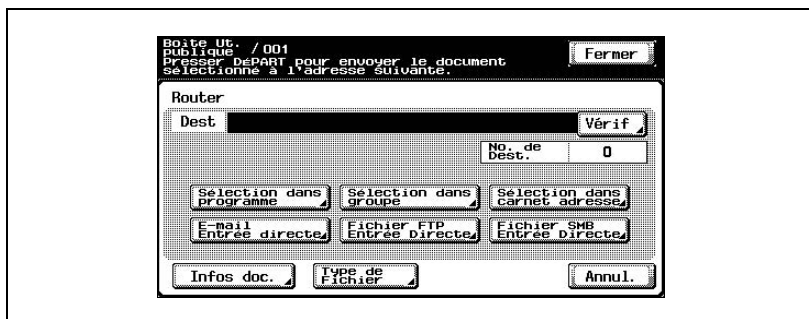 Boîte Ut.
publique / 001
Presser DéPART pour envoyer le document
sélectionné à l'adresse suivante.
Fermer
Router
Dest
Vérif
No. de
Dest.
0
Sélection dans
programme
Sélection dans
groupe
Sélection dans
carnet adresse
E-mail
Entrée directe
Fichier FTP
Entrée Directe
Fichier SMB
Entrée Directe
Infos doc.
Type de
Fichier
Annul.